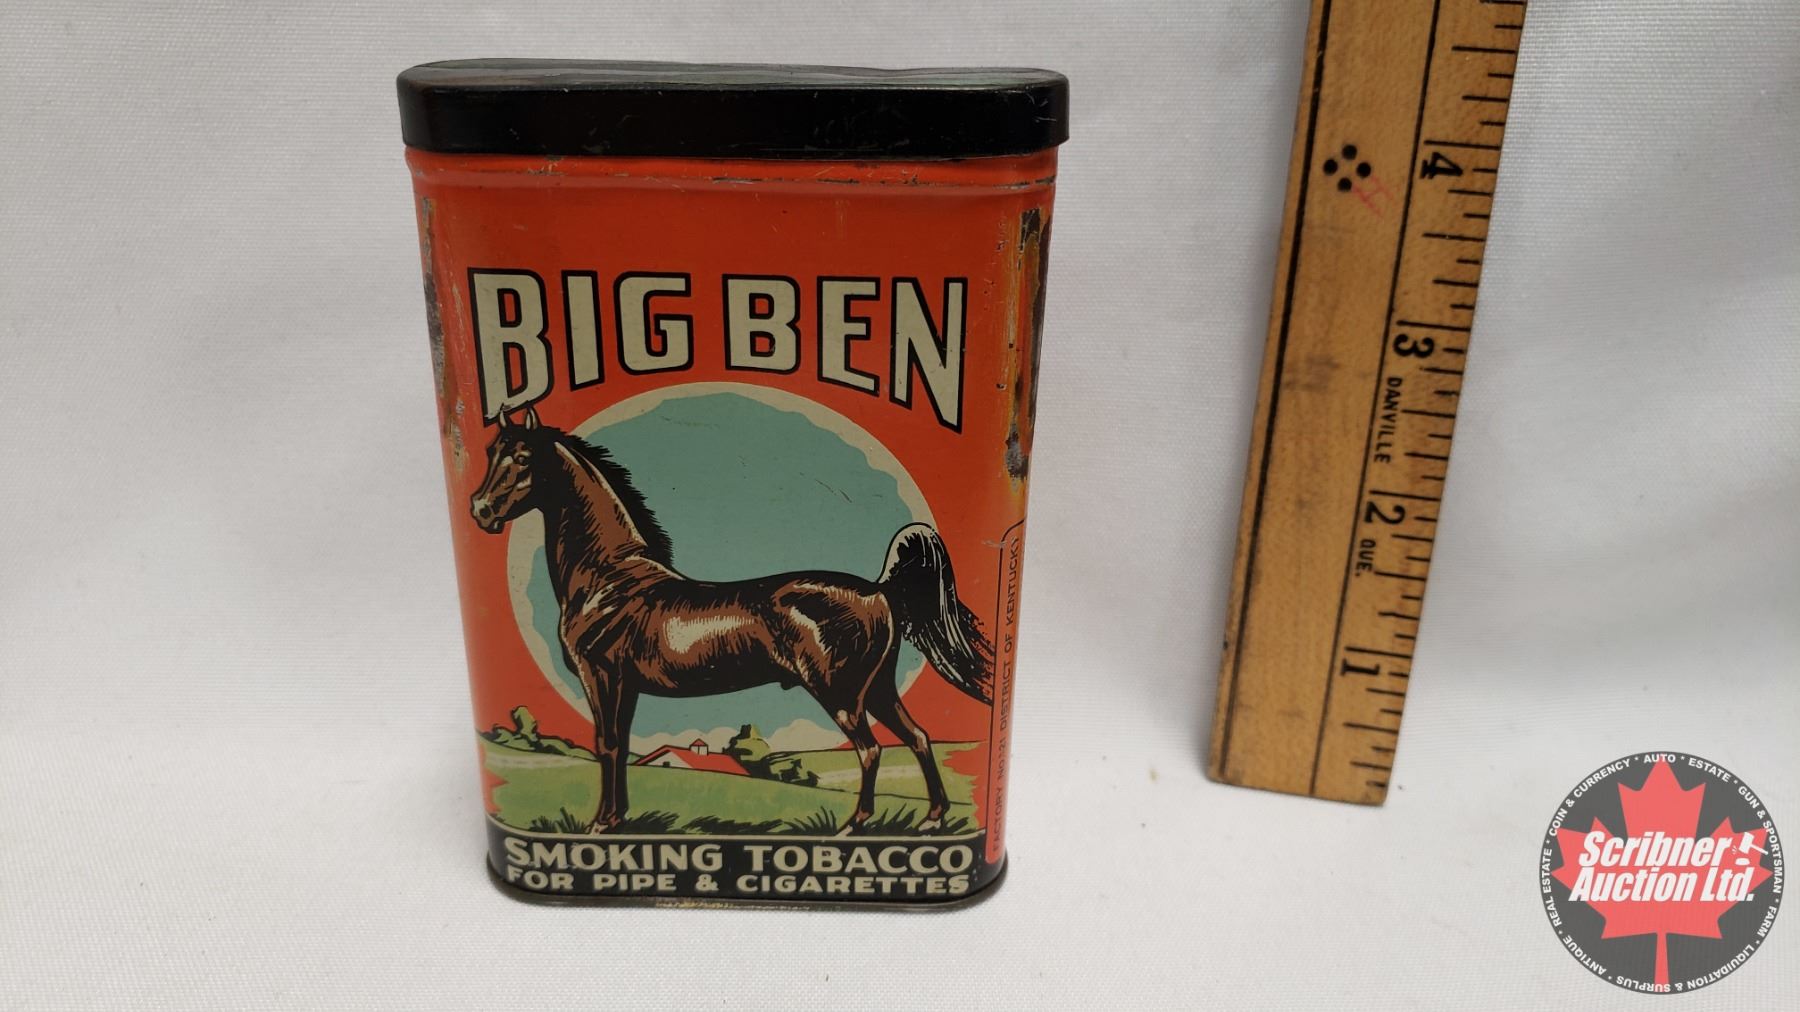 BIG BEN
SMOKING TOBACCO
FOR PIPE & CIGARETTES
FACTORY NO. 21 DISTRICT OF KENTUCKY
4
3
DANVILLE
2
QUE.
1
Scribner
Auction Ltd.
AUTO * ESTATE * GUN & SPORTSMAN * FARM * LIQUIDATION & SURPLUS * ANTIQUE * REAL ESTATE * COIN & CURRENCY *